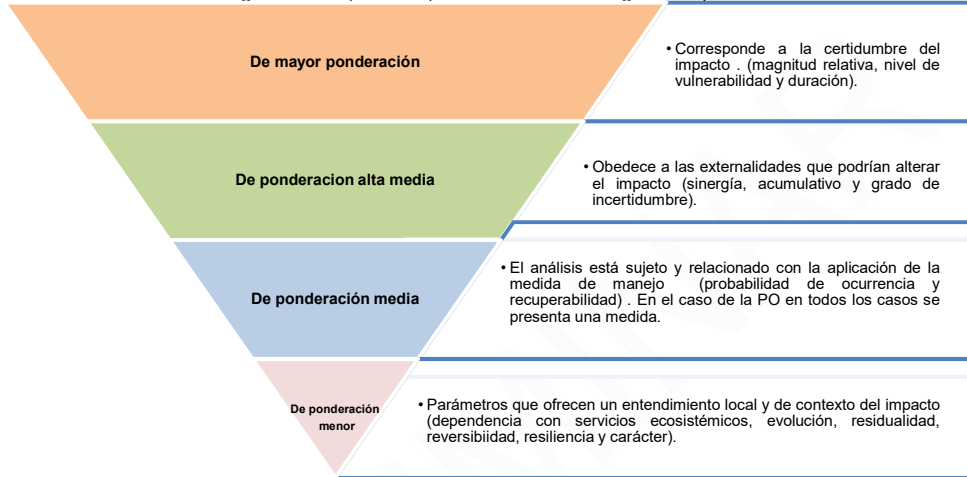 De mayor ponderación
• Corresponde a la certidumbre del
impacto . (magnitud relativa, nivel de
vulnerabilidad y duración).
De ponderacion alta media
• Obedece a las externalidades que podrían alterar
el impacto (sinergía, acumulativo y grado de
incertidumbre).
De ponderación media
• El análisis está sujeto y relacionado con la aplicación de la
medida de manejo (probabilidad de ocurrencia y
recuperabilidad) . En el caso de la PO en todos los casos se
presenta una medida.
De ponderación
menor
• Parámetros que ofrecen un entendimiento local y de contexto del impacto
(dependencia con servicios ecosistémicos, evolución, residualidad,
reversibiidad, resiliencia y carácter).